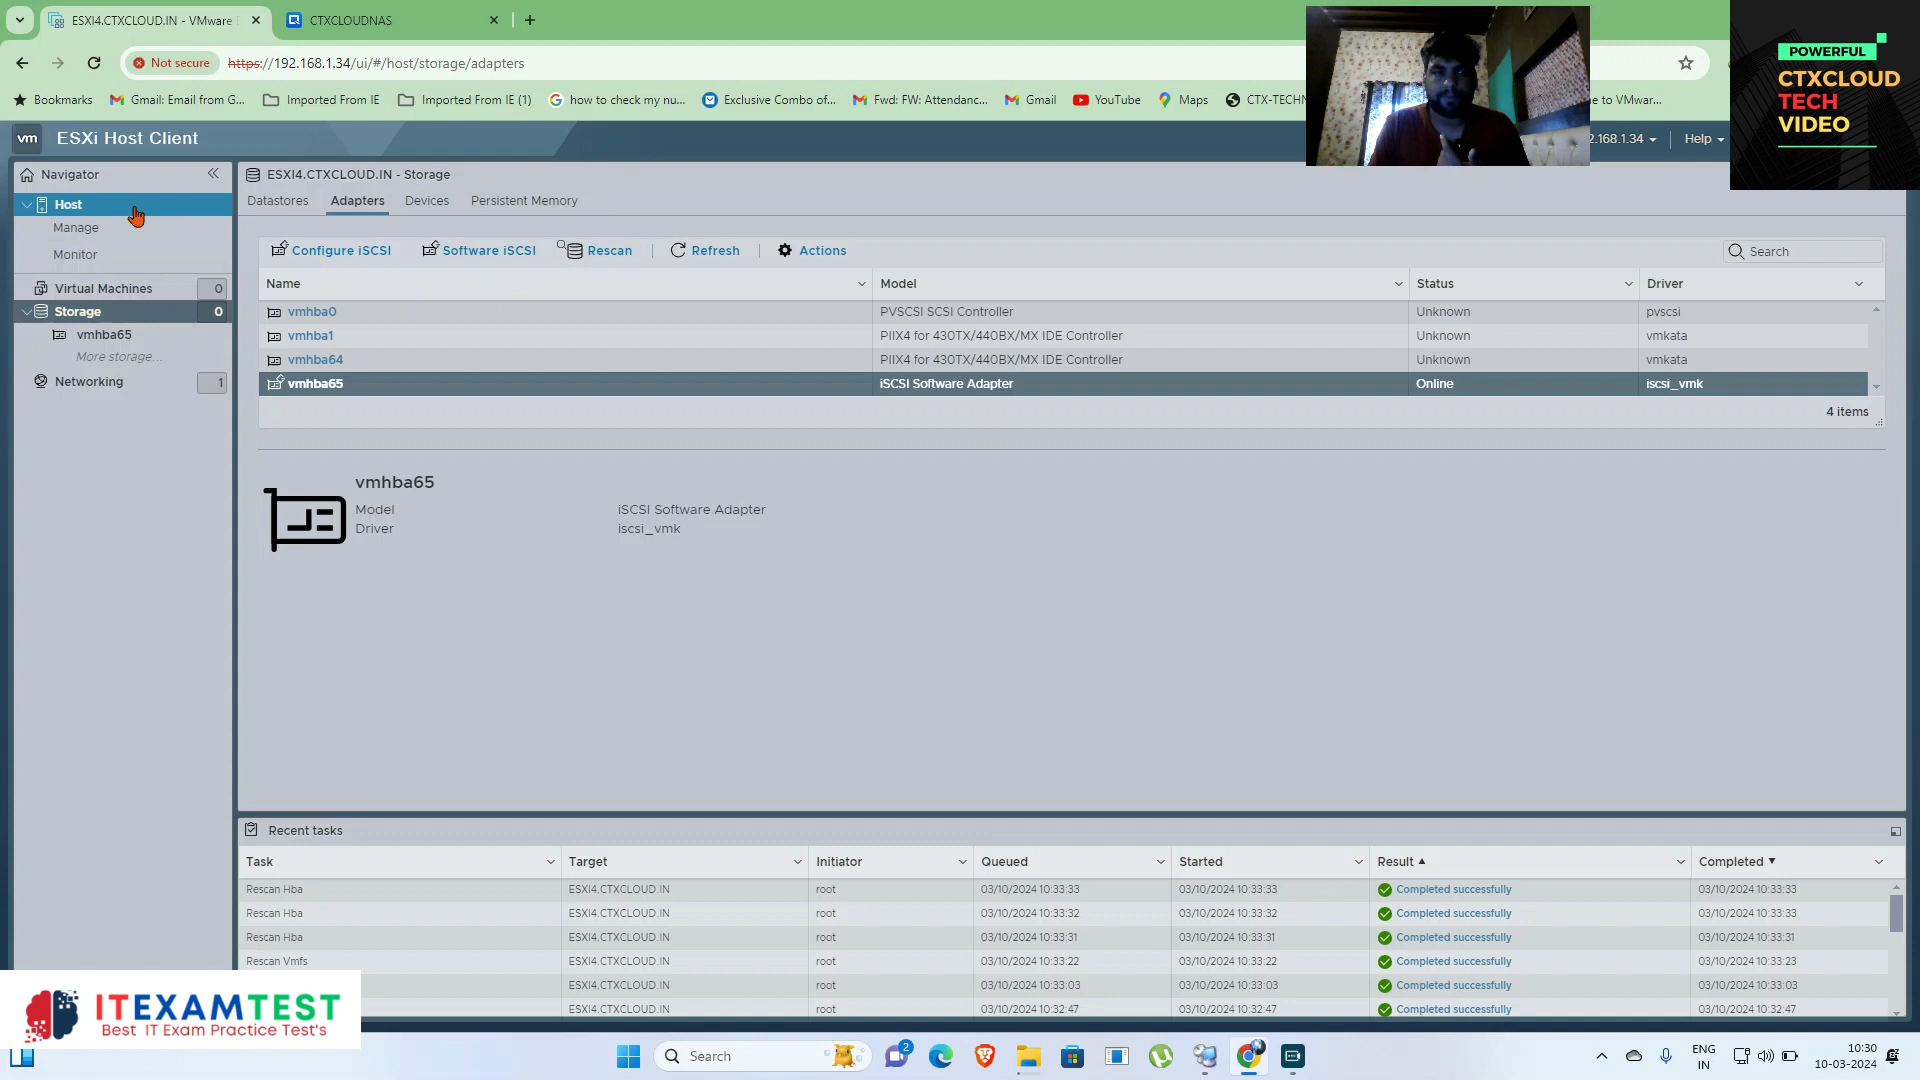 ESXI4.CTXCLOUD.IN - VMware
CTXCLOUDNAS
Not secure
https://192.168.1.34/ui/#/host/storage/adapters
Bookmarks
Gmail: Email from G...
Imported From IE
Imported From IE (1)
how to check my nu...
Exclusive Combo of...
Fwd: FW: Attendanc...
Gmail
YouTube
Maps
CTX-TECHN
e to VMwar...
POWERFUL
CTXCLOUD
TECH
VIDEO
vm
ESXi Host Client
2.168.1.34
Help
Navigator
Host
Manage
Monitor
Virtual Machines 0
Storage 0
vmhba65
More storage...
Networking 1
ESXI4.CTXCLOUD.IN - Storage
Datastores Adapters Devices Persistent Memory
Configure iSCSI Software iSCSI Rescan Refresh Actions Search
Name Model Status Driver
vmhba0 PVSCSI SCSI Controller Unknown pvscsi
vmhba1 PIIX4 for 430TX/440BX/MX IDE Controller Unknown vmkata
vmhba64 PIIX4 for 430TX/440BX/MX IDE Controller Unknown vmkata
vmhba65 iSCSI Software Adapter Online iscsi_vmk
4 items
vmhba65
Model iSCSI Software Adapter
Driver iscsi_vmk
Recent tasks
Task Target Initiator Queued Started Result Completed
Rescan Hba ESXI4.CTXCLOUD.IN root 03/10/2024 10:33:33 03/10/2024 10:33:33 Completed successfully 03/10/2024 10:33:33
Rescan Hba ESXI4.CTXCLOUD.IN root 03/10/2024 10:33:32 03/10/2024 10:33:32 Completed successfully 03/10/2024 10:33:33
Rescan Hba ESXI4.CTXCLOUD.IN root 03/10/2024 10:33:31 03/10/2024 10:33:31 Completed successfully 03/10/2024 10:33:31
Rescan Vmfs ESXI4.CTXCLOUD.IN root 03/10/2024 10:33:22 03/10/2024 10:33:22 Completed successfully 03/10/2024 10:33:23
ESXI4.CTXCLOUD.IN root 03/10/2024 10:33:03 03/10/2024 10:33:03 Completed successfully 03/10/2024 10:33:03
ESXI4.CTXCLOUD.IN root 03/10/2024 10:32:47 03/10/2024 10:32:47 Completed successfully 03/10/2024 10:32:47
ITEXAMTEST
Best IT Exam Practice Test's
Search
2
ENG
IN
10:30
10-03-2024